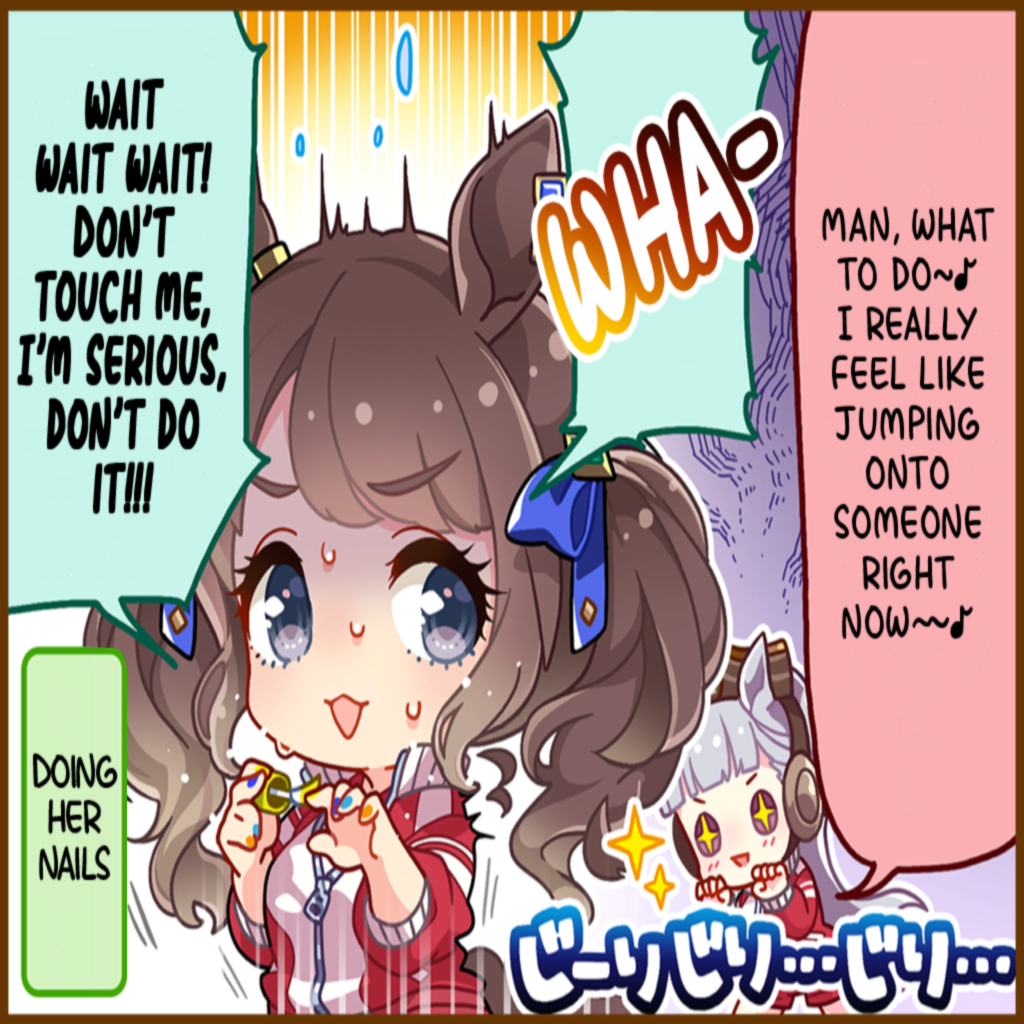 MAN, WHAT
TO DO~♪
I REALLY
FEEL LIKE
JUMPING
ONTO
SOMEONE
RIGHT
NOW~~♪
WHA-
WAIT
WAIT WAIT!
DON'T
TOUCH ME,
I'M SERIOUS,
DON'T DO
IT!!!
DOING
HER
NAILS
じーりじり…じり…